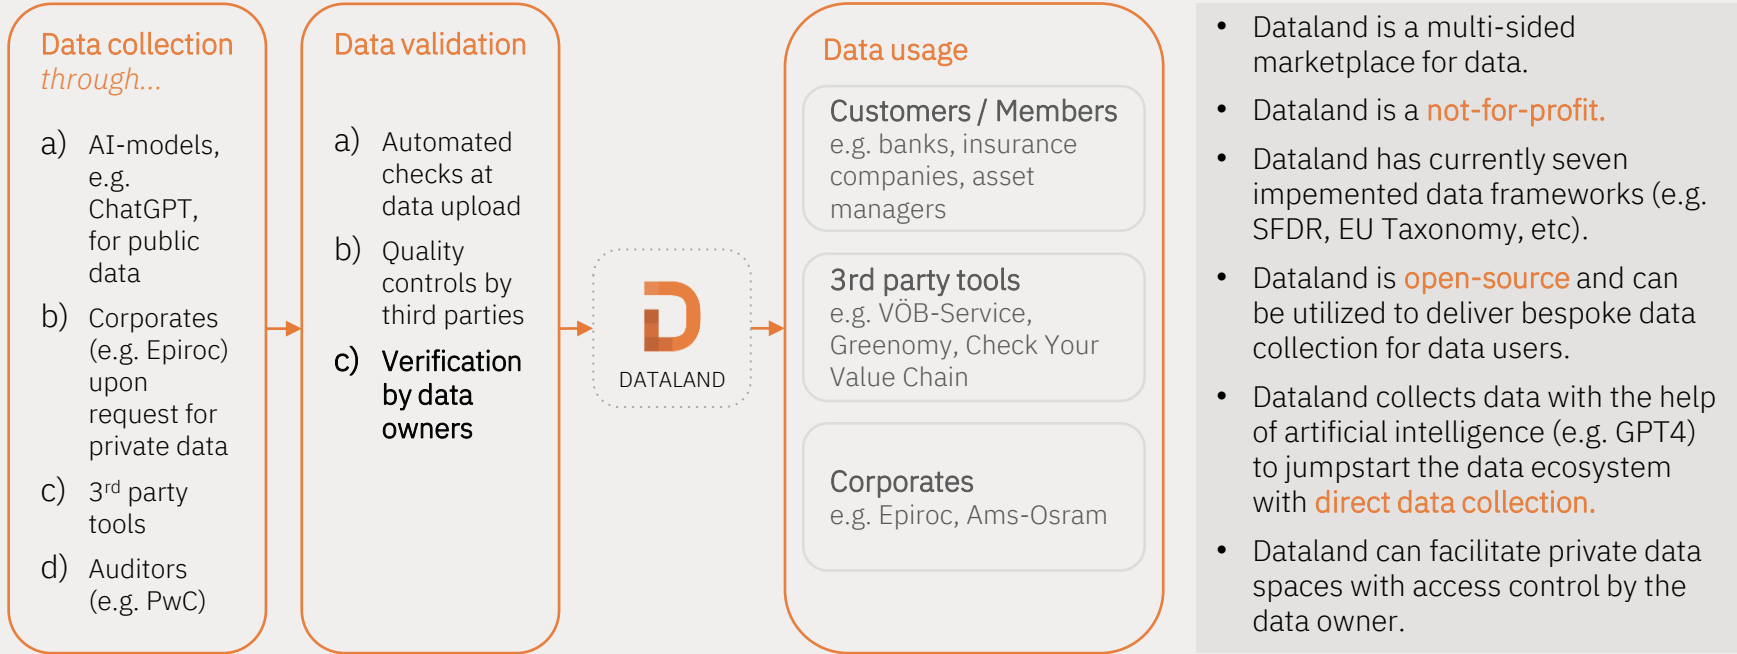 Data collection
through...
a) AI-models,
e.g.
ChatGPT,
for public
data
b) Corporates
(e.g. Epiroc)
upon
request for
private data
c) 3rd party
tools
d) Auditors
(e.g. PwC)
Data validation
a) Automated
checks at
data upload
b) Quality
controls by
third parties
c) Verification
by data
owners
DATALAND
Data usage
Customers / Members
e.g. banks, insurance
companies, asset
managers
3rd party tools
e.g. VÖB-Service,
Greenomy, Check Your
Value Chain
Corporates
e.g. Epiroc, Ams-Osram
• Dataland is a multi-sided
marketplace for data.
• Dataland is a not-for-profit.
• Dataland has currently seven
impemented data frameworks (e.g.
SFDR, EU Taxonomy, etc).
• Dataland is open-source and can
be utilized to deliver bespoke data
collection for data users.
• Dataland collects data with the help
of artificial intelligence (e.g. GPT4)
to jumpstart the data ecosystem
with direct data collection.
• Dataland can facilitate private data
spaces with access control by the
data owner.